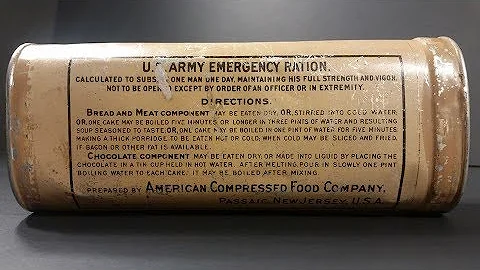 U.S. ARMY EMERGENCY RATION.
CALCULATED TO SUBSIST ONE MAN ONE DAY, MAINTAINING HIS FULL STRENGTH AND VIGOR.
NOT TO BE OPENED EXCEPT BY ORDER OF AN OFFICER OR IN EXTREMITY.
DIRECTIONS.
BREAD AND MEAT COMPONENT MAY BE EATEN DRY, OR, STIRRED INTO COLD WATER;
OR, ONE CAKE MAY BE BOILED FIVE MINUTES OR LONGER IN THREE PINTS OF WATER AND RESULTING
SOUP SEASONED TO TASTE, OR, ONE CAKE MAY BE BOILED IN ONE PINT OF WATER FOR FIVE MINUTES
MAKING A THICK PORRIDGE, TO BE EATEN HOT OR COLD; WHEN COLD MAY BE SLICED AND FRIED,
IF BACON OR OTHER FAT IS AVAILABLE.
CHOCOLATE COMPONENT MAY BE EATEN DRY, OR MADE INTO LIQUID BY PLACING THE
CHOCOLATE IN A TIN CUP HELD IN HOT WATER. AFTER MELTING, POUR IN SLOWLY ONE PINT
BOILING WATER TO EACH CAKE. IT MAY BE BOILED AFTER MIXING.
PREPARED BY AMERICAN COMPRESSED FOOD COMPANY,
PASSAIC, NEW JERSEY, U.S.A.